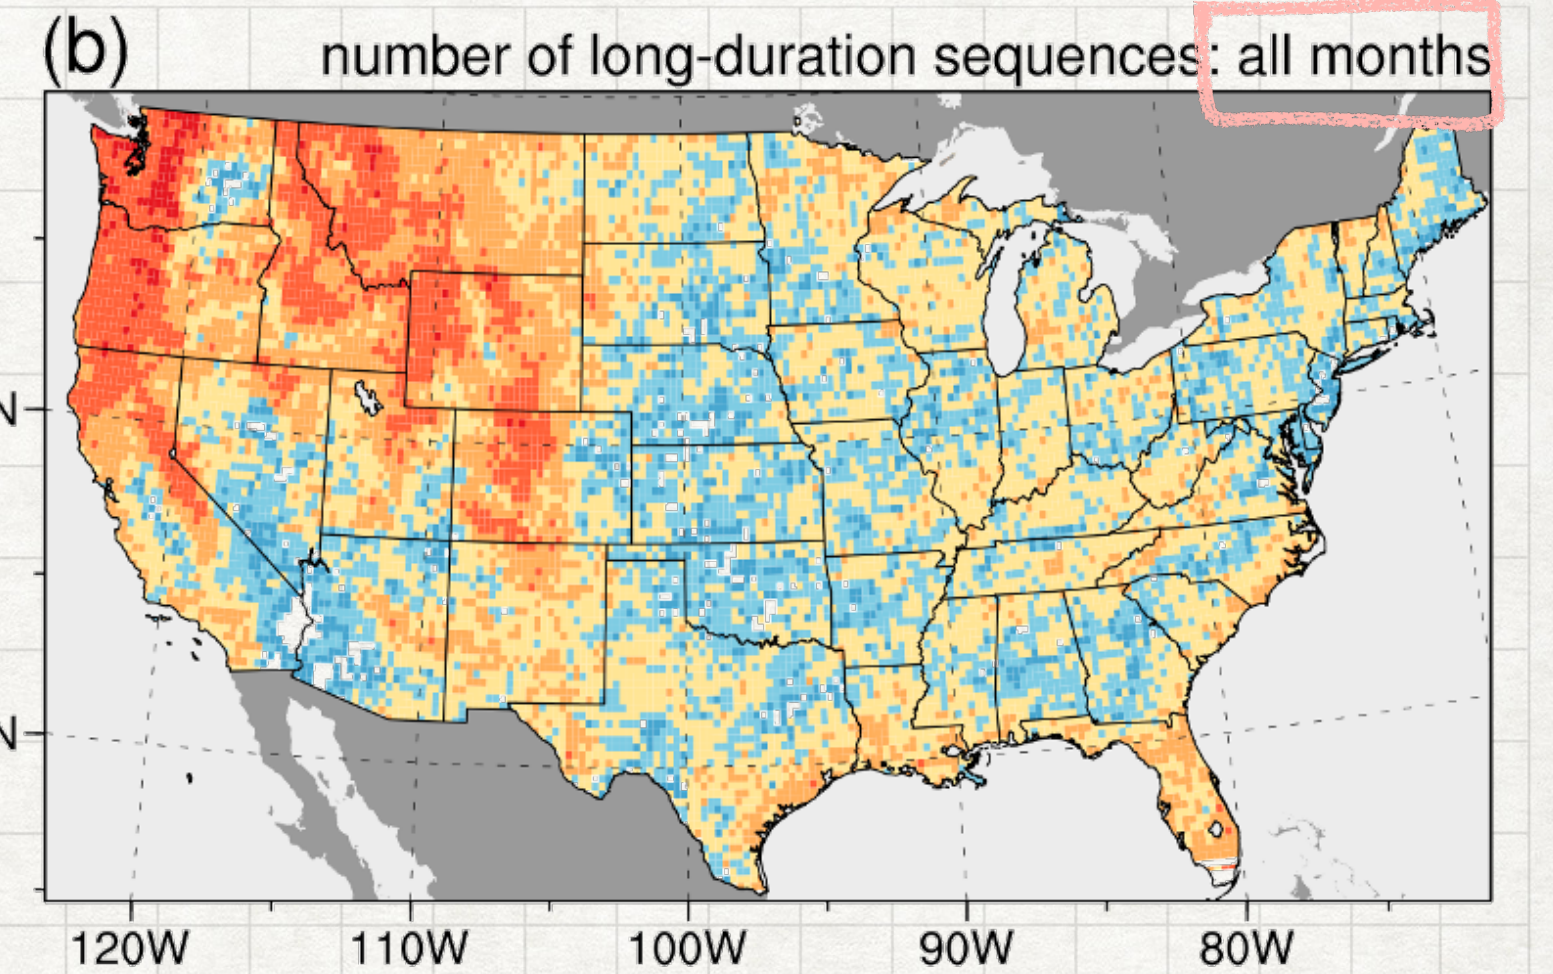 (b)
number of long-duration sequences: all months
N
N
120W 110W 100W 90W 80W